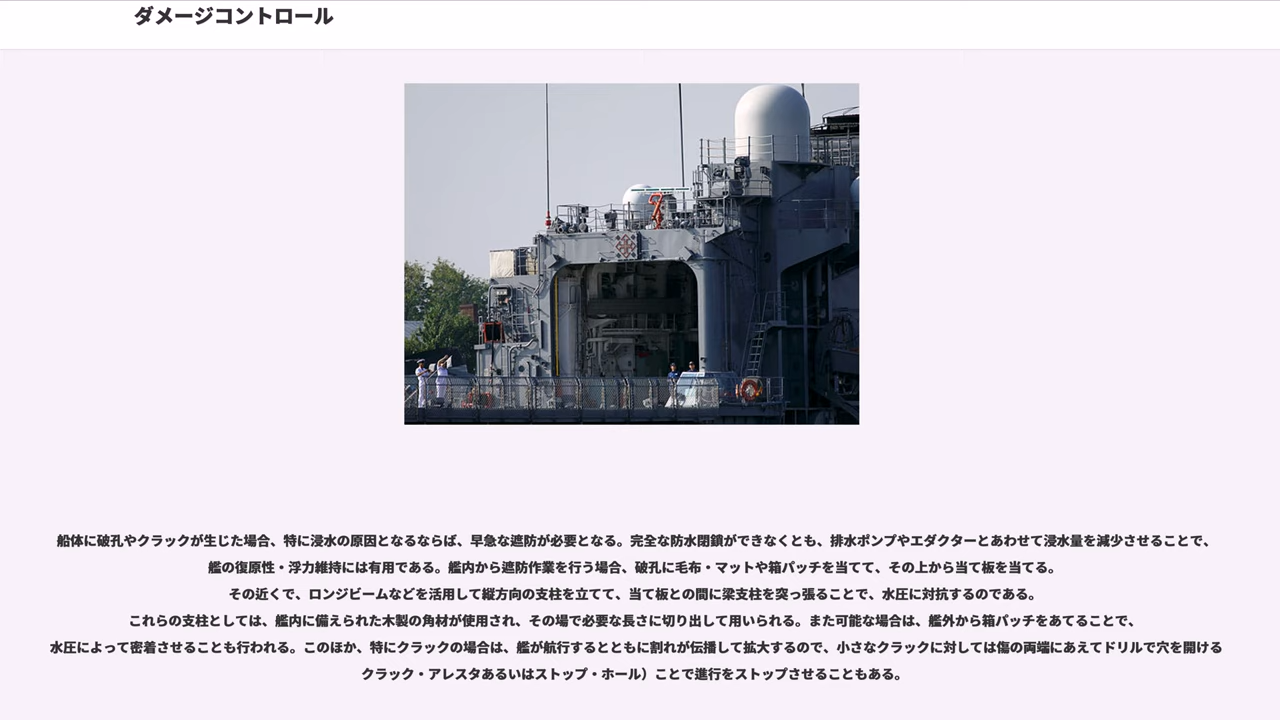 ダメージコントロール
船体に破孔やクラックが生じた場合、特に浸水の原因となるならば、早急な遮防が必要となる。完全な防水閉鎖ができなくとも、排水ポンプやエダクターとあわせて浸水量を減少させることで、
艦の復原性・浮力維持には有用である。艦内から遮防作業を行う場合、破孔に毛布・マットや箱パッチを当てて、その上から当て板を当てる。
その近くで、ロンジビームなどを活用して縦方向の支柱を立てて、当て板との間に梁支柱を突っ張ることで、水圧に対抗するのである。
これらの支柱としては、艦内に備えられた木製の角材が使用され、その場で必要な長さに切り出して用いられる。また可能な場合は、艦外から箱パッチをあてることで、
水圧によって密着させることも行われる。このほか、特にクラックの場合は、艦が航行するとともに割れが伝播して拡大するので、小さなクラックに対しては傷の両端にあえてドリルで穴を開ける
クラック・アレスタあるいはストップ・ホール）ことで進行をストップさせることもある。